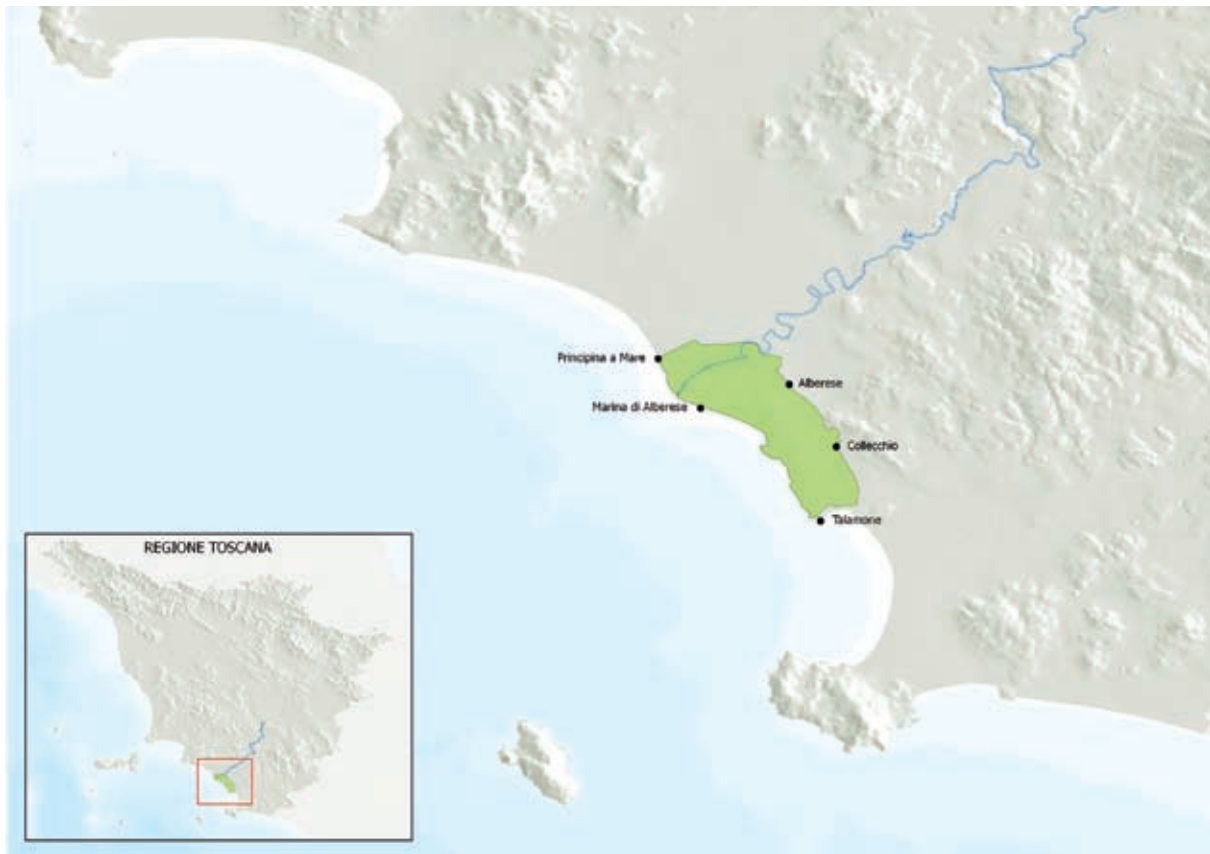 Principina a Mare
Alberese
Marina di Alberese
Collecchio
Talamone
REGIONE TOSCANA